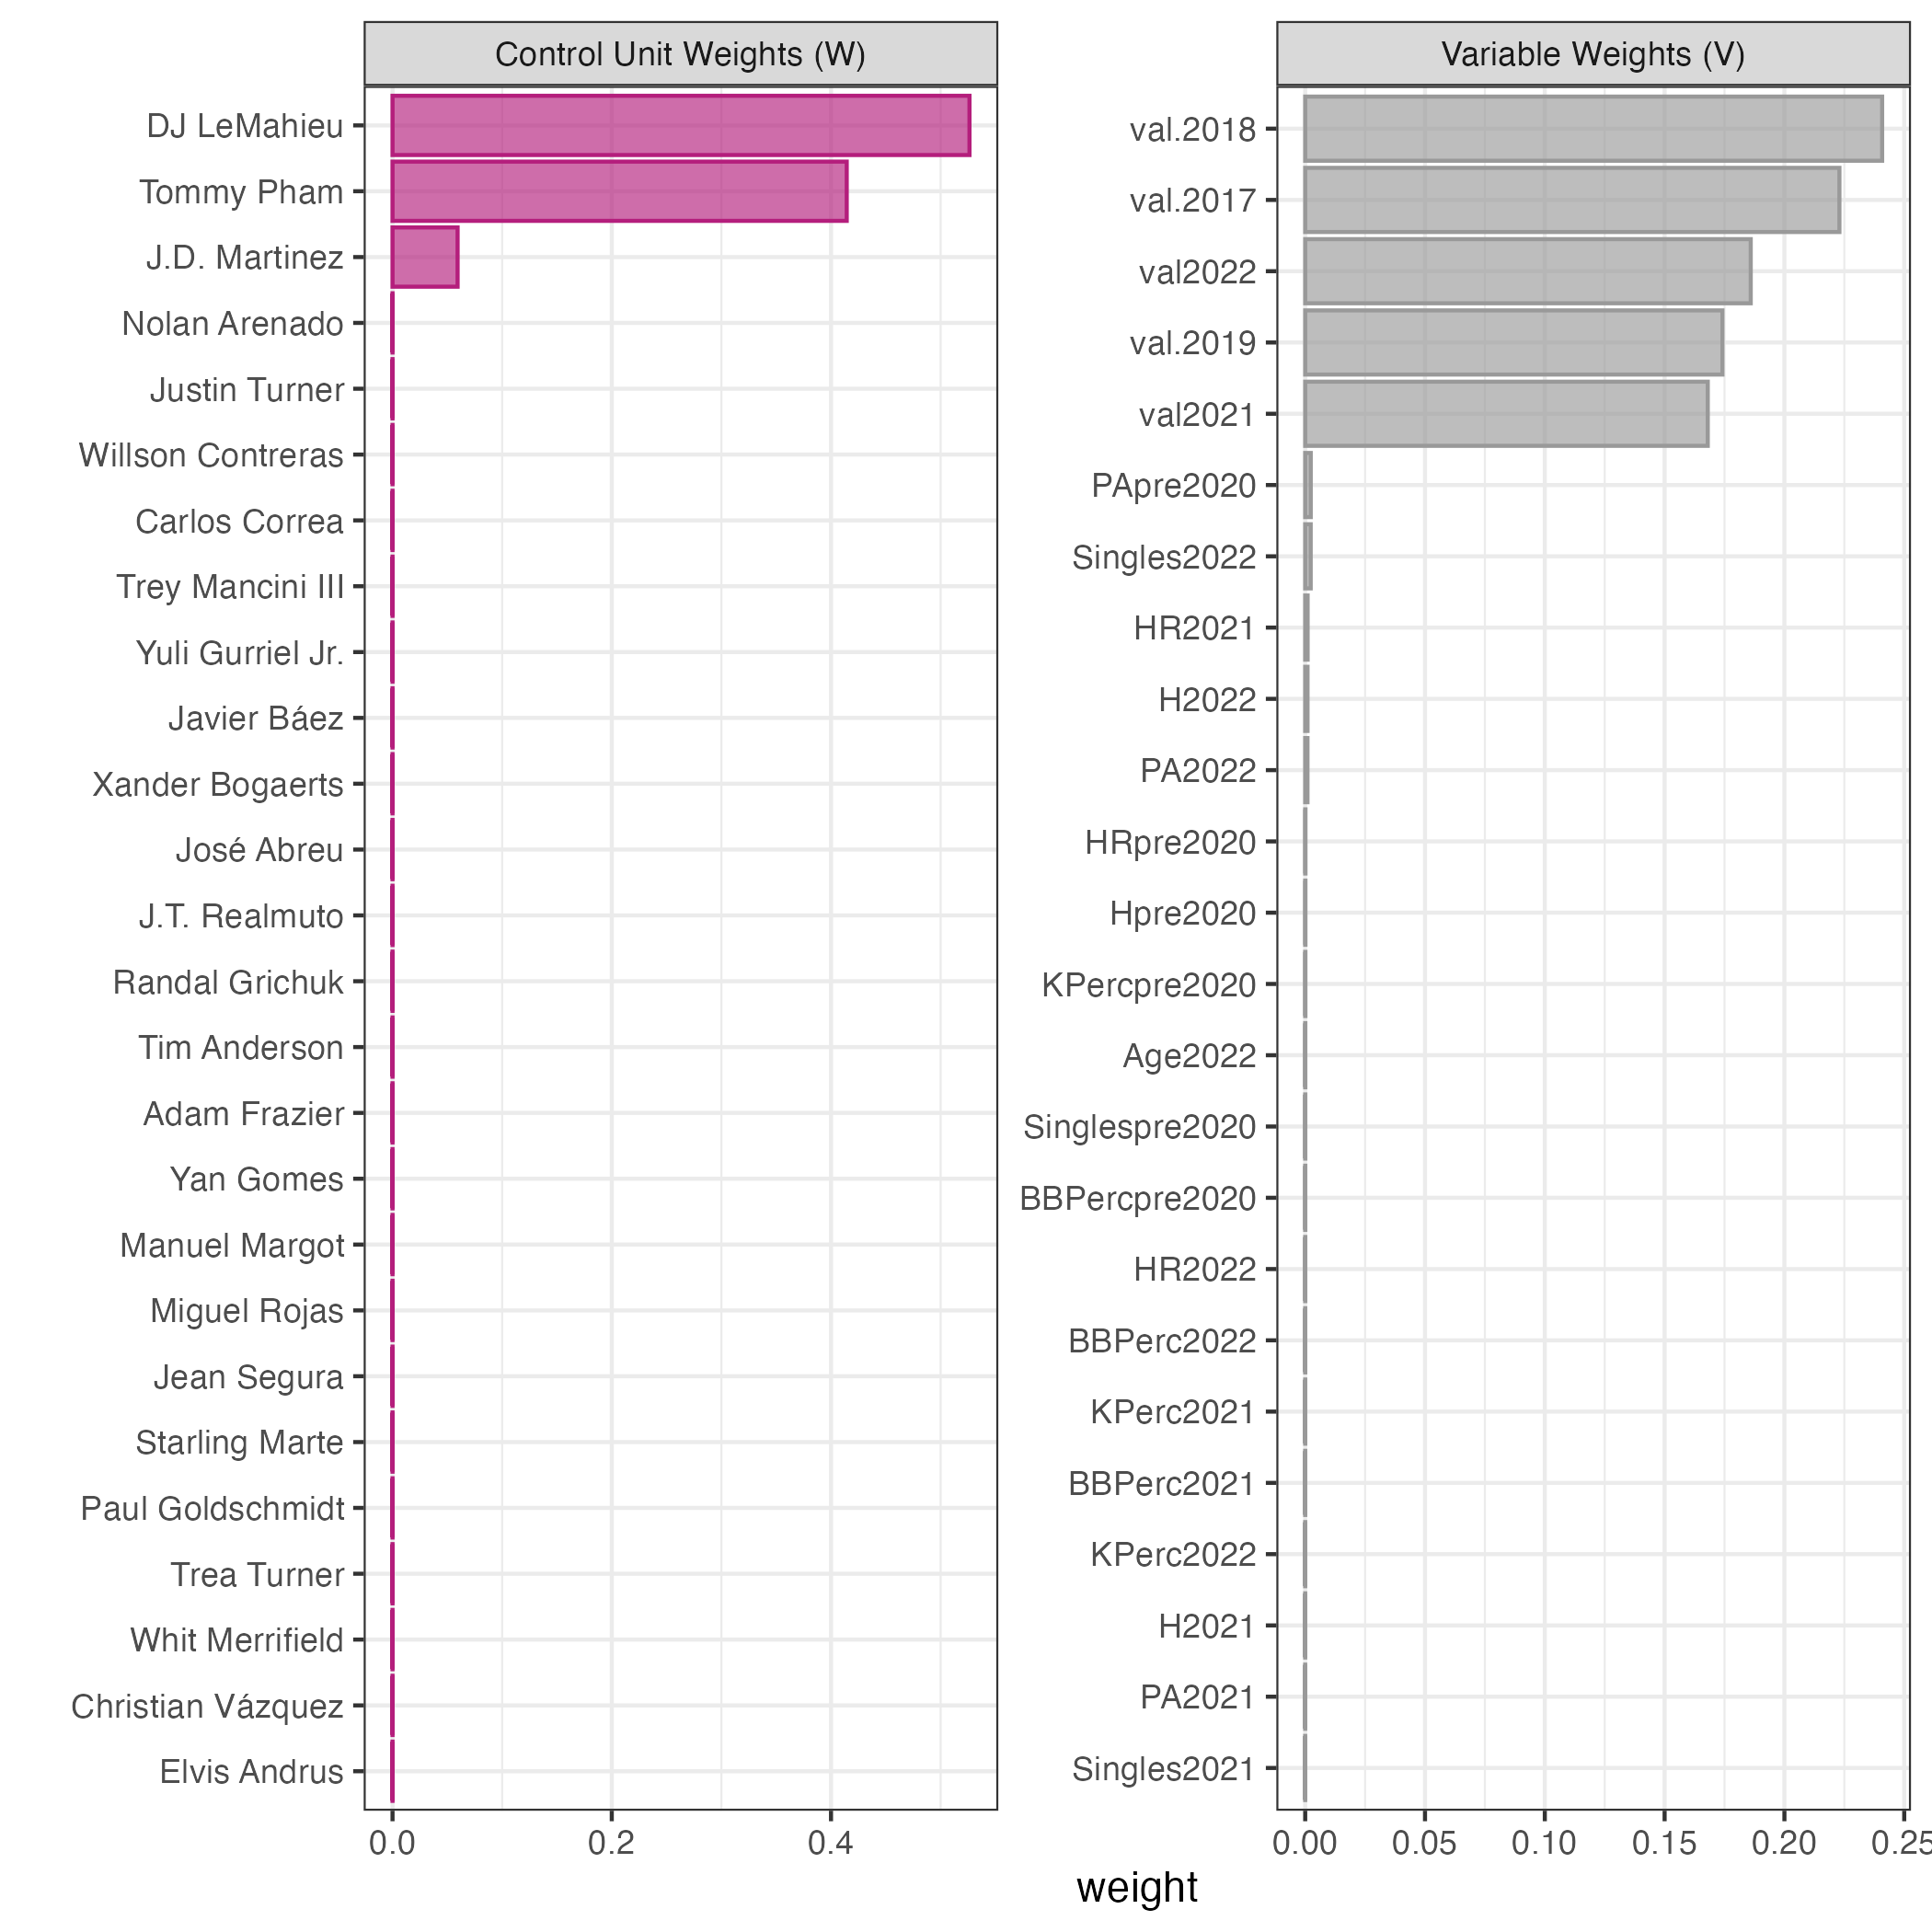 Control Unit Weights (W)
DJ LeMahieu
Tommy Pham
J.D. Martinez
Nolan Arenado
Justin Turner
Willson Contreras
Carlos Correa
Trey Mancini III
Yuli Gurriel Jr.
Javier Báez
Xander Bogaerts
José Abreu
J.T. Realmuto
Randal Grichuk
Tim Anderson
Adam Frazier
Yan Gomes
Manuel Margot
Miguel Rojas
Jean Segura
Starling Marte
Paul Goldschmidt
Trea Turner
Whit Merrifield
Christian Vázquez
Elvis Andrus
0.0 0.2 0.4
Variable Weights (V)
val.2018
val.2017
val2022
val.2019
val2021
PApre2020
Singles2022
HR2021
H2022
PA2022
HRpre2020
Hpre2020
KPercpre2020
Age2022
Singlespre2020
BBPercpre2020
HR2022
BBPerc2022
KPerc2021
BBPerc2021
KPerc2022
H2021
PA2021
Singles2021
0.00 0.05 0.10 0.15 0.20 0.25
weight